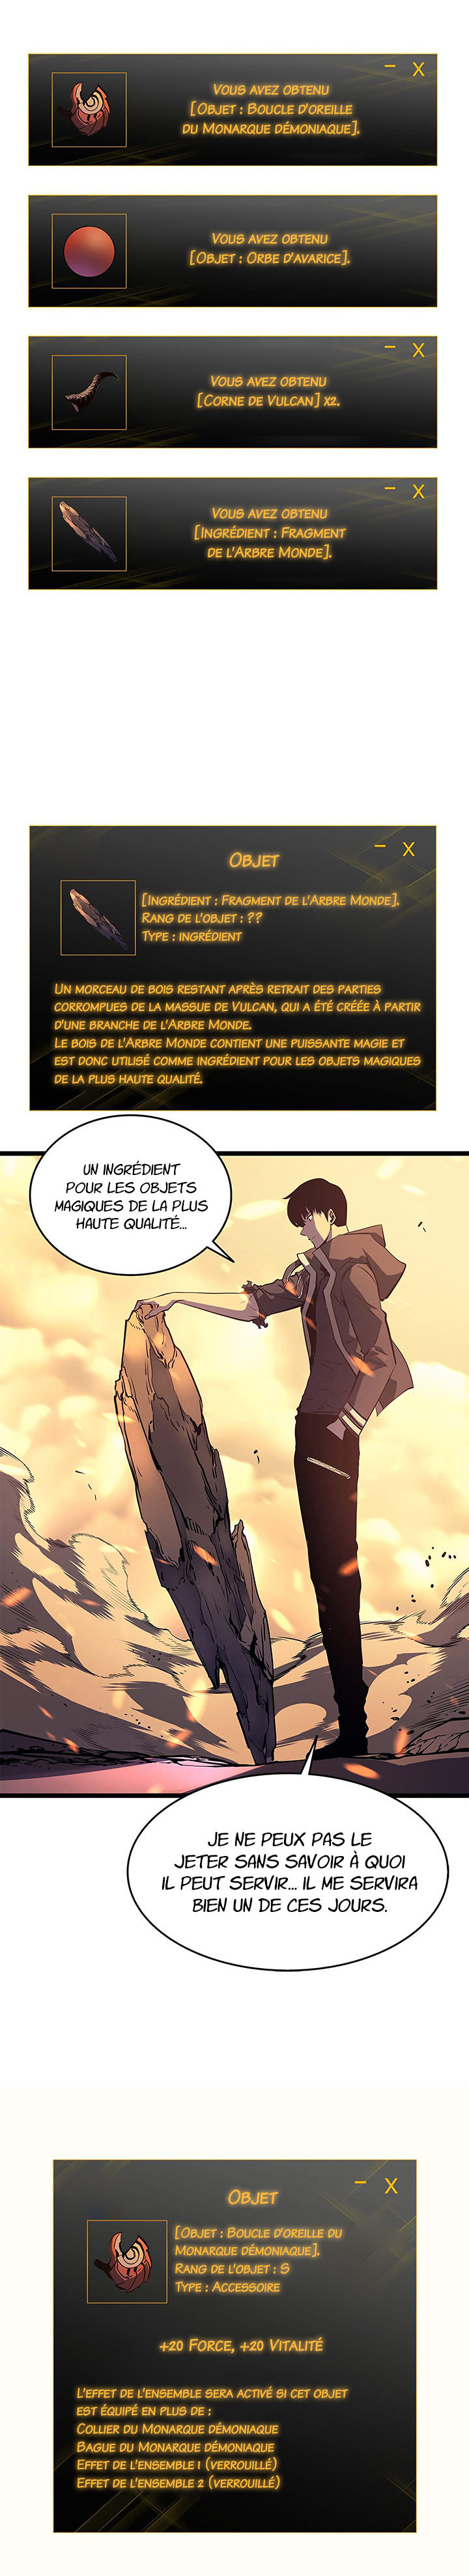 – X
Vous avez obtenu
[Objet : Boucle d'oreille
du Monarque démoniaque].
Vous avez obtenu
[Objet : Orbe d'avarice].
– X
Vous avez obtenu
[Corne de Vulcan] x2.
– X
Vous avez obtenu
[Ingrédient : Fragment
de l'Arbre Monde].
– X
Objet
[Ingrédient : Fragment de l'Arbre Monde].
Rang de l'objet : ??
Type : ingrédient
Un morceau de bois restant après retrait des parties
corrompues de la massue de Vulcan, qui a été créée à partir
d'une branche de l'Arbre Monde.
Le bois de l'Arbre Monde contient une puissante magie et
est donc utilisé comme ingrédient pour les objets magiques
de la plus haute qualité.
UN INGRÉDIENT
POUR LES OBJETS
MAGIQUES DE LA PLUS
HAUTE QUALITÉ...
JE NE PEUX PAS LE
JETER SANS SAVOIR À QUOI
IL PEUT SERVIR... IL ME SERVIRA
BIEN UN DE CES JOURS.
– X
Objet
[Objet : Boucle d'oreille du
Monarque démoniaque].
Rang de l'objet : S
Type : Accessoire
+20 Force, +20 Vitalité
L'effet de l'ensemble sera activé si cet objet
est équipé en plus de :
Collier du Monarque démoniaque
Bague du Monarque démoniaque
Effet de l'ensemble 1 (verrouillé)
Effet de l'ensemble 2 (verrouillé)